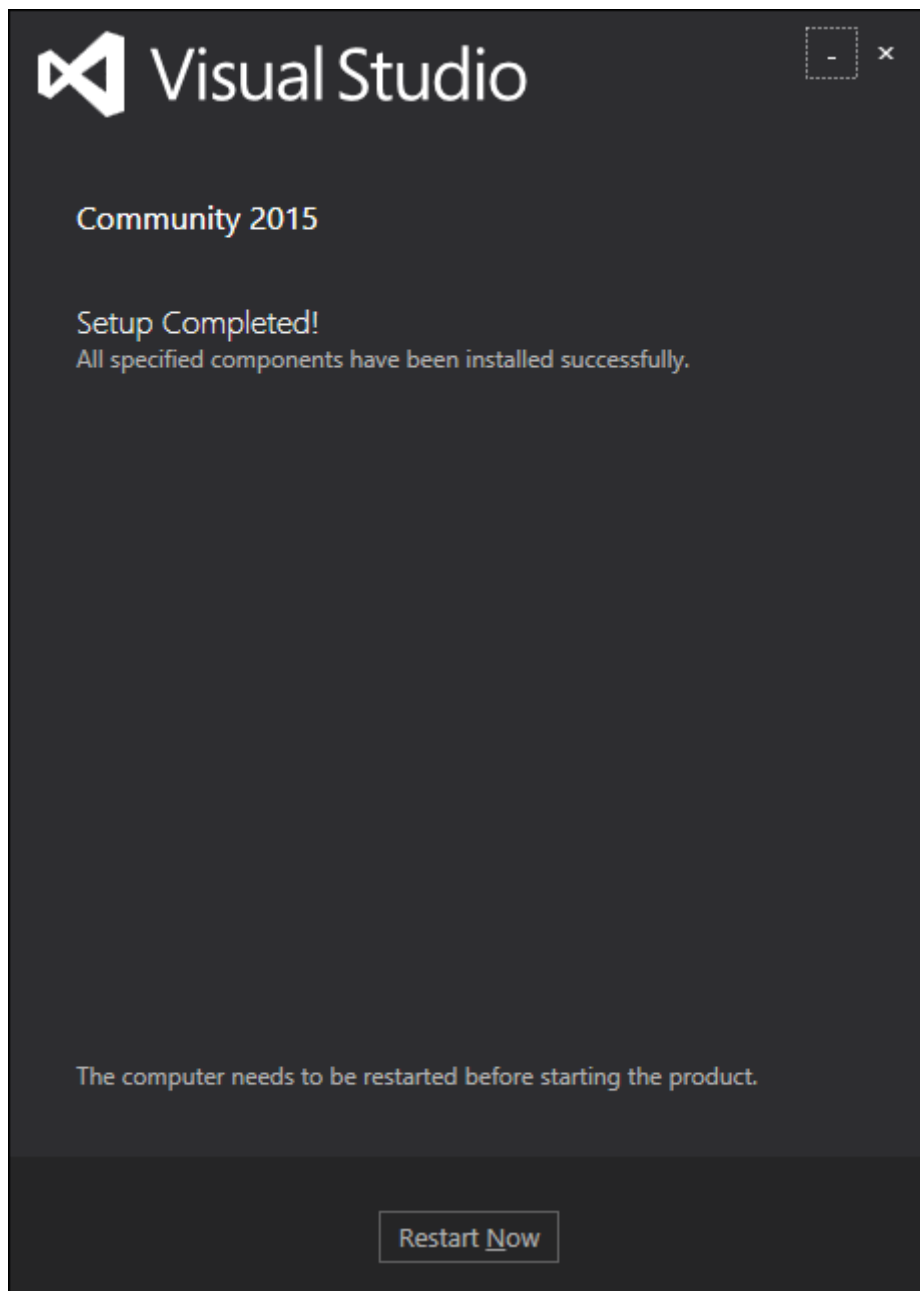 Visual Studio
Community 2015
Setup Completed!
All specified components have been installed successfully.
The computer needs to be restarted before starting the product.
Restart Now